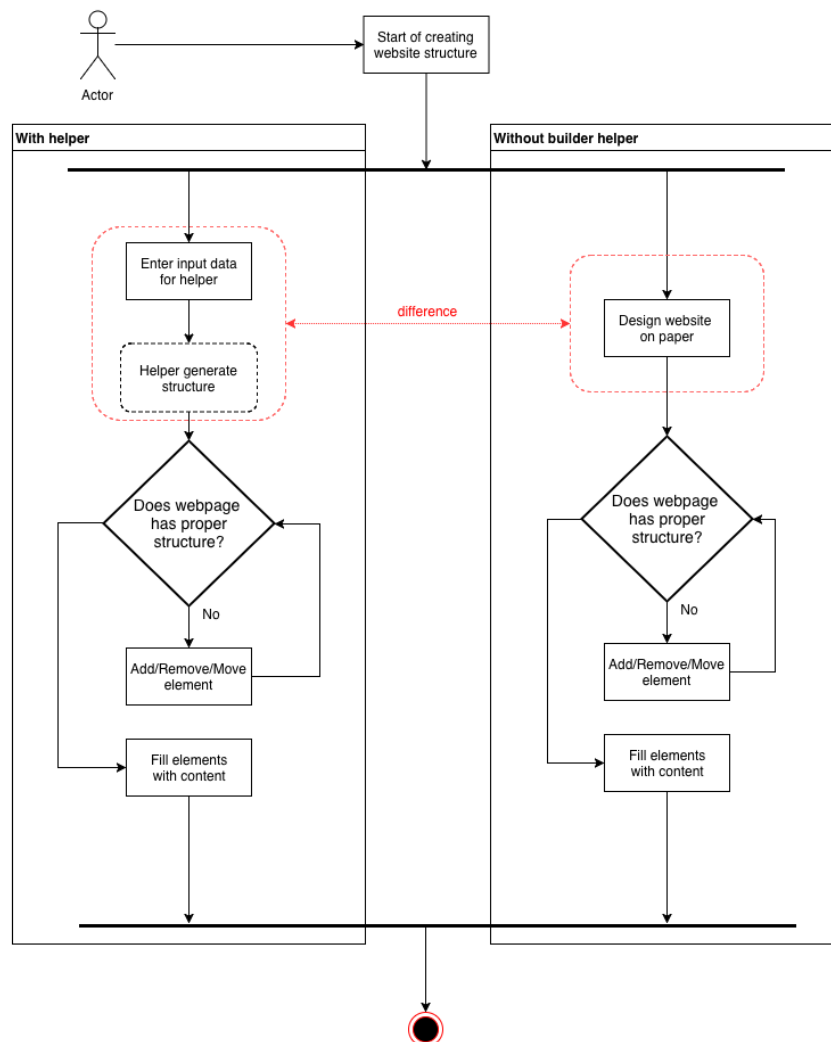 Start of creating
website structure
Actor
With helper
Without builder helper
Enter input data
for helper
difference
Design website
on paper
Helper generate
structure
Does webpage
has proper
structure?
Does webpage
has proper
structure?
No
No
Add/Remove/Move
element
Add/Remove/Move
element
Fill elements
with content
Fill elements
with content